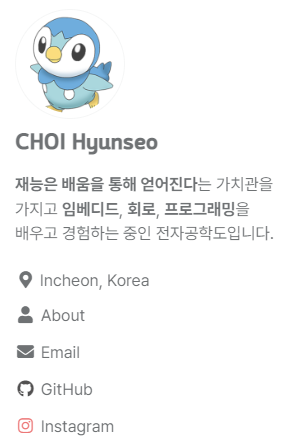 CHOI Hyunseo
재능은 배움을 통해 얻어진다는 가치관을
가지고 임베디드, 회로, 프로그래밍을
배우고 경험하는 중인 전자공학도입니다.
Incheon, Korea
About
Email
GitHub
Instagram